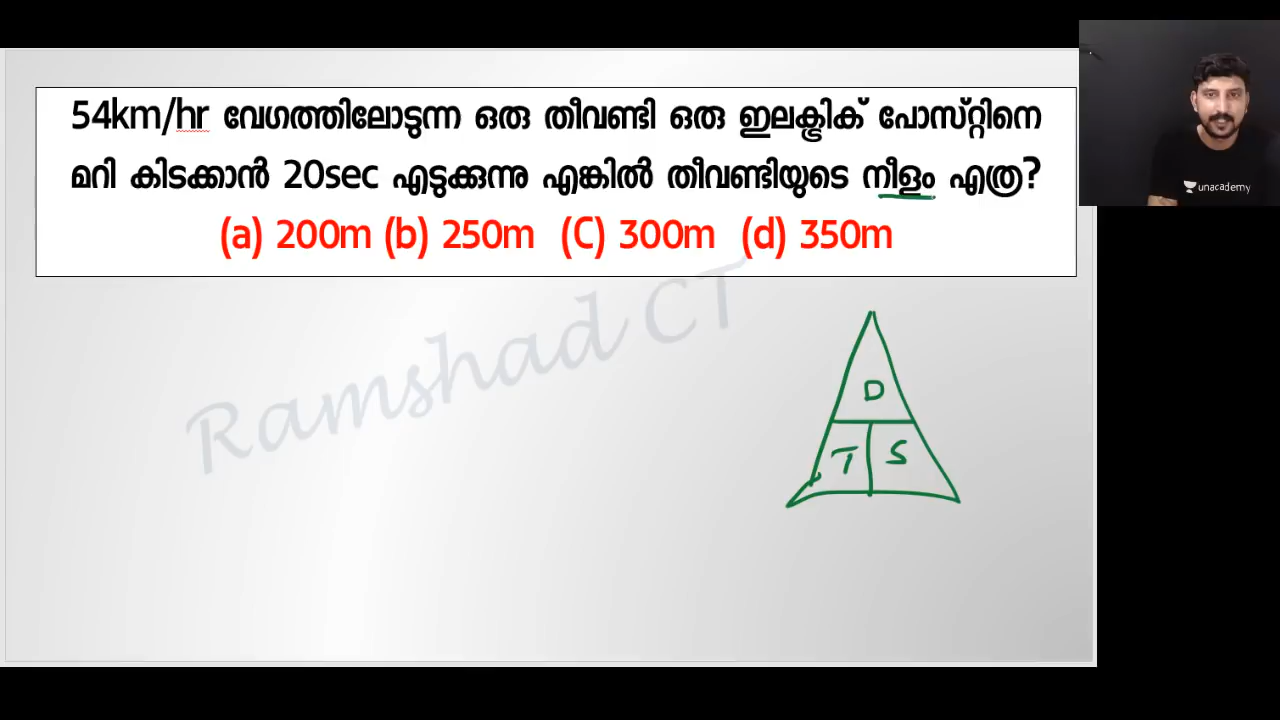 54km/hr വേഗത്തിലോടുന്ന ഒരു തീവണ്ടി ഒരു ഇലക്ട്രിക് പോസ്റ്റിനെ
മറി കിടക്കാൻ 20sec എടുക്കുന്നു എങ്കിൽ തീവണ്ടിയുടെ നീളം എത്ര?
(a) 200m (b) 250m (C) 300m (d) 350m
unacademy
Ramshad CT
D
T S